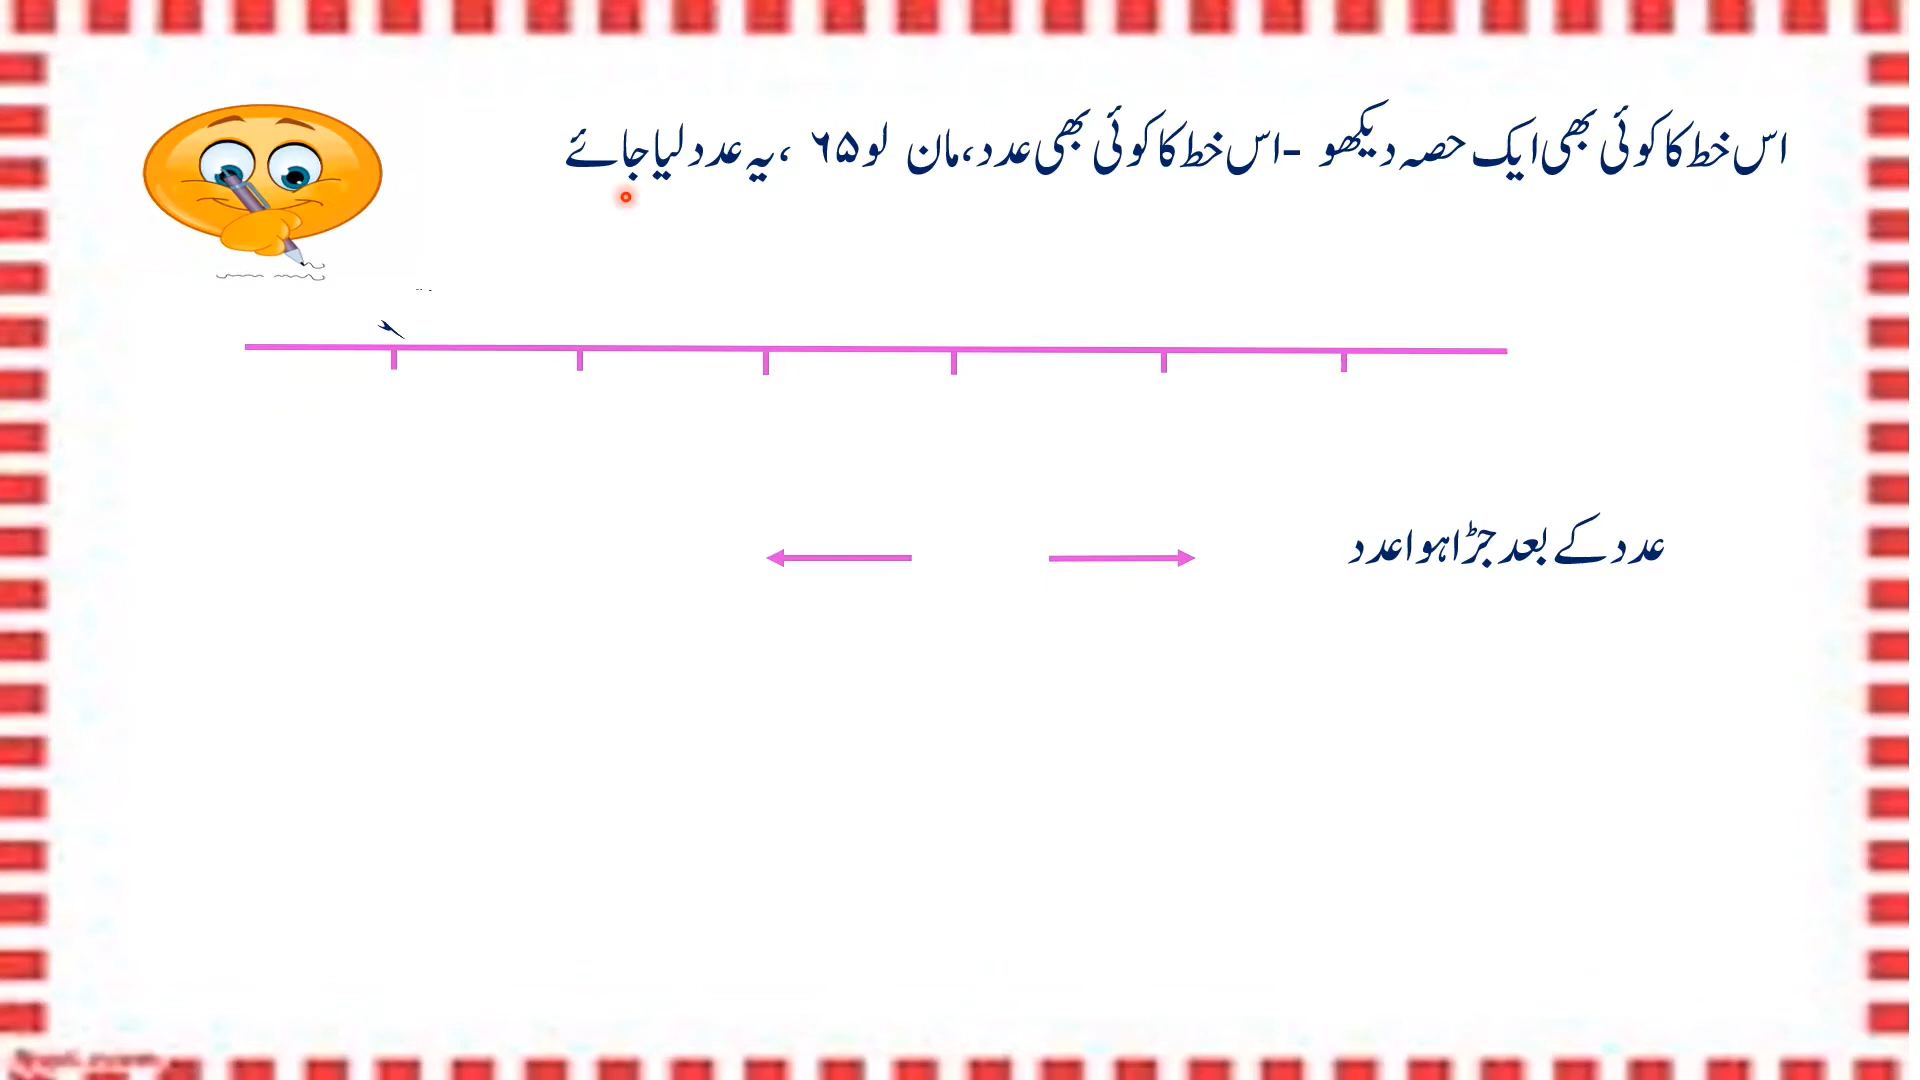 اس خط کا کوئی بھی ایک حصہ دیکھو - اس خط کا کوئی بھی عدد، مان لو ۶۵ ، یہ عدد لیا جائے
عدد کے بعد جڑا ہوا عدد